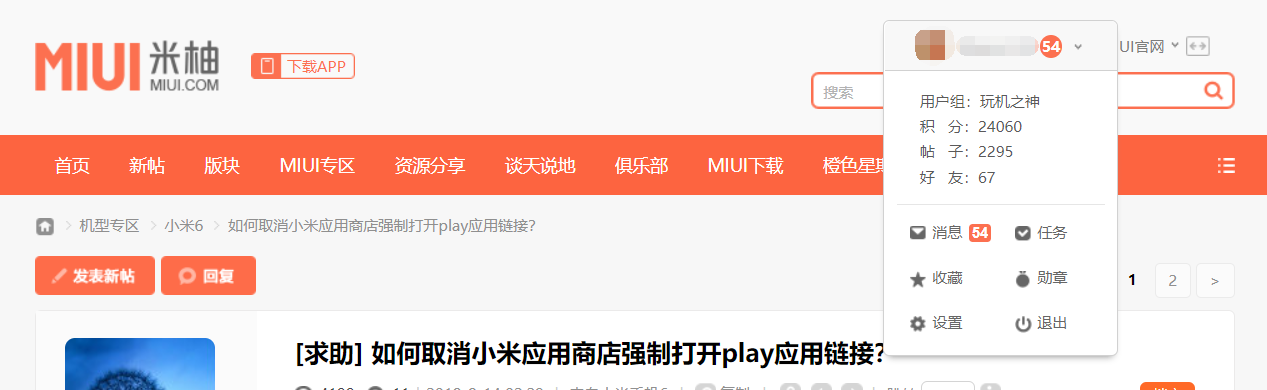 MIUI 米柚
MIUI.COM
下载APP
54
UI官网
搜索
用户组：玩机之神
积 分：24060
帖 子：2295
好 友：67
首页 新帖 版块 MIUI专区 资源分享 谈天说地 俱乐部 MIUI下载 橙色星期
机型专区 小米6 如何取消小米应用商店强制打开play应用链接？
消息 54 任务
收藏 勋章
设置 退出
发表新帖 回复
1 2 >
[求助] 如何取消小米应用商店强制打开play应用链接？